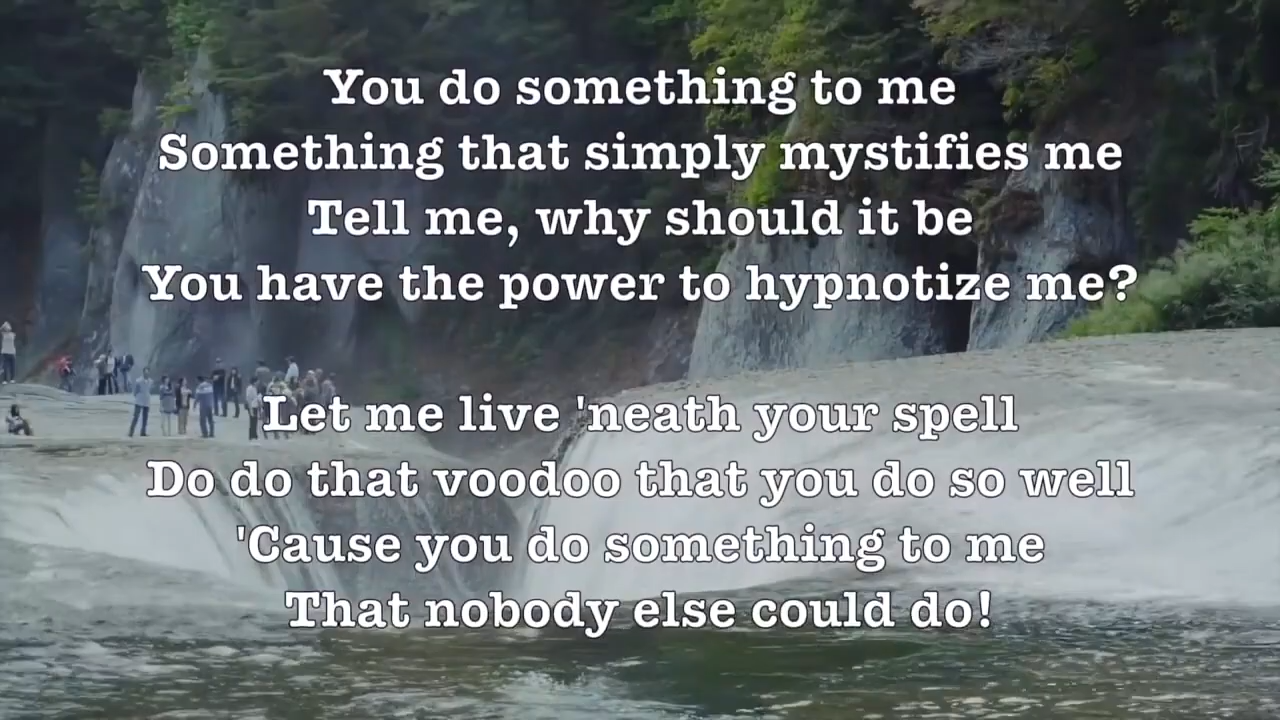 You do something to me
Something that simply mystifies me
Tell me, why should it be
You have the power to hypnotize me?
Let me live 'neath your spell
Do do that voodoo that you do so well
'Cause you do something to me
That nobody else could do!